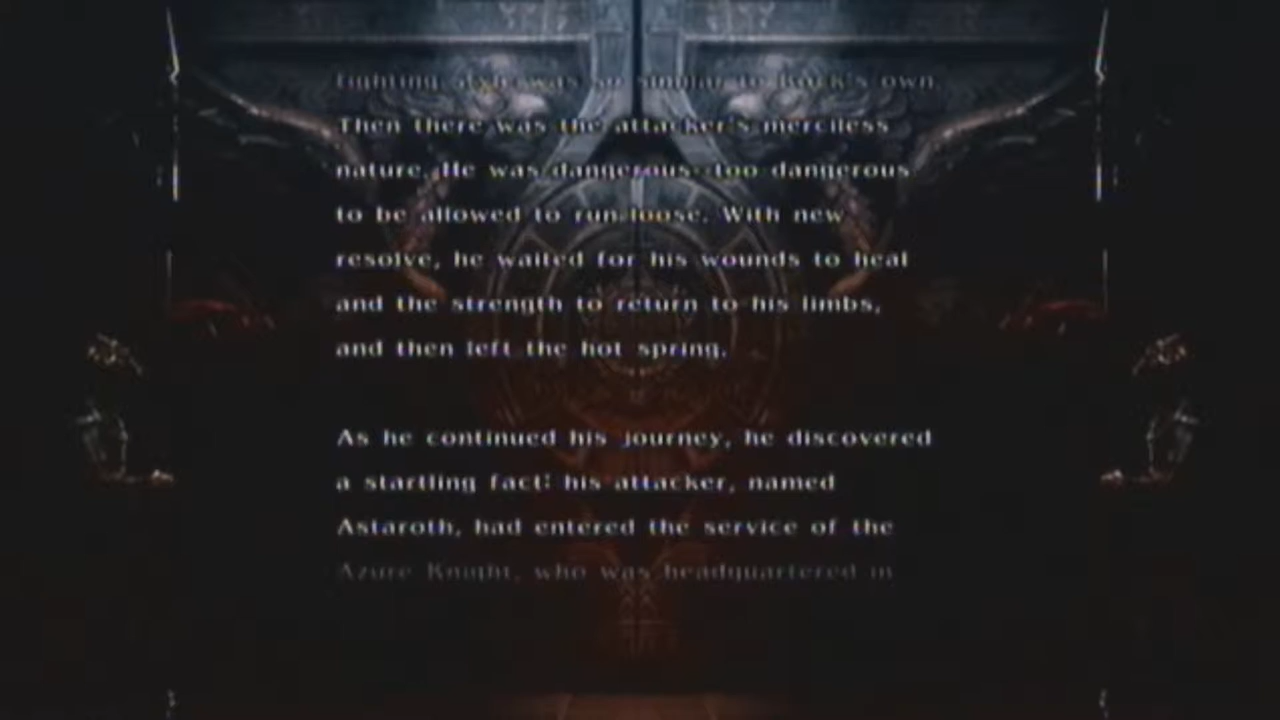 fighting style was so similar to Rock's own.
Then there was the attacker's merciless
nature. He was dangerous--too dangerous
to be allowed to run loose. With new
resolve, he waited for his wounds to heal
and the strength to return to his limbs,
and then left the hot spring.
As he continued his journey, he discovered
a startling fact: his attacker, named
Astaroth, had entered the service of the
Azure Knight, who was headquartered in